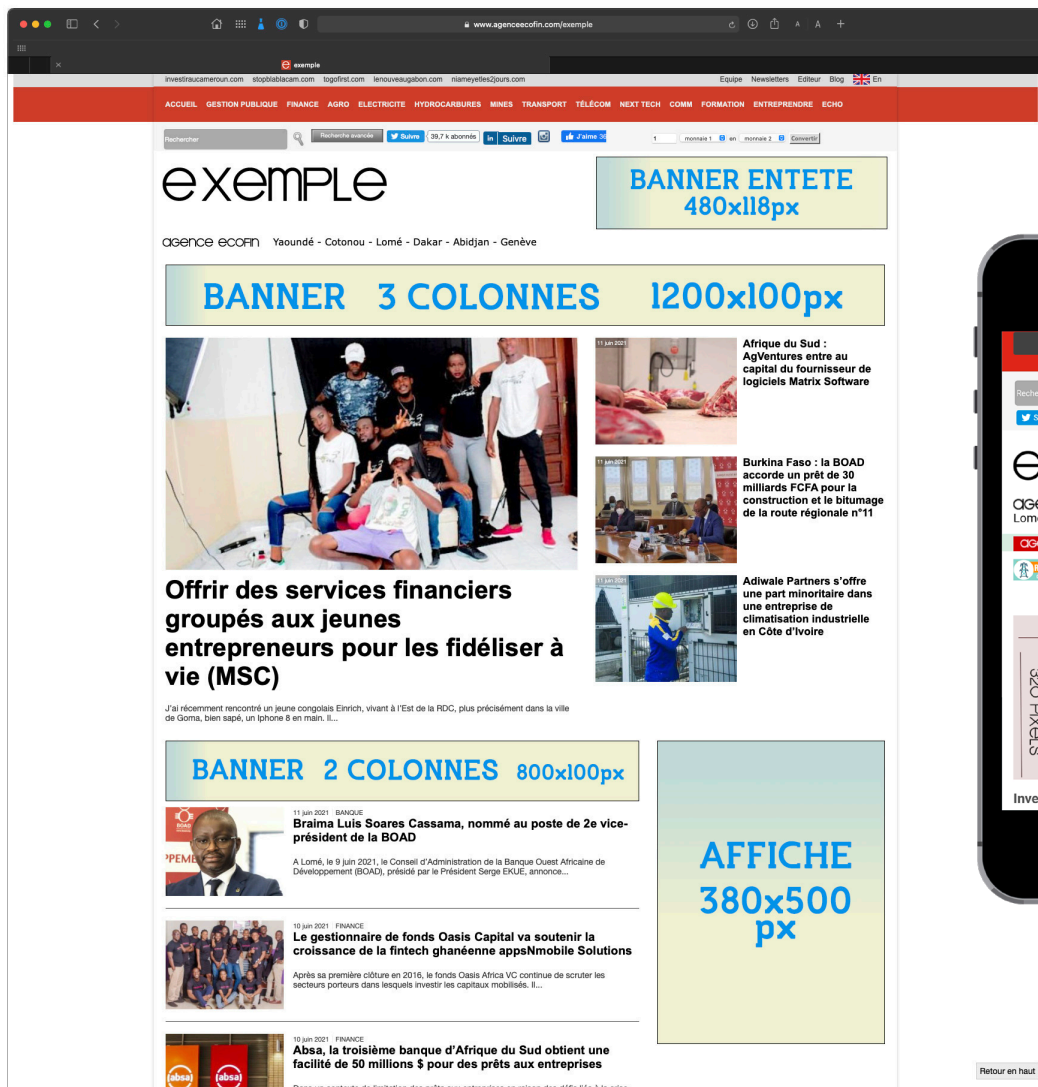 www.agenceecofin.com/exemple
exemple
investiraucameroun.com stopblablacam.com togofirst.com lenouveaugabon.com niameyetles2jours.com
Equipe Newsletters Editeur Blog En
ACCUEIL GESTION PUBLIQUE FINANCE AGRO ELECTRICITE HYDROCARBURES MINES TRANSPORT TÉLÉCOM NEXT TECH COMM FORMATION ENTREPRENDRE ECHO
Rechercher Recherche avancée Suivre 39,7 k abonnés in Suivre J'aime 1 monnaie 1 en monnaie 2 Convertir
exemple
BANNER ENTETE
480x118px
agence ecofin Yaoundé - Cotonou - Lomé - Dakar - Abidjan - Genève
BANNER 3 COLONNES 1200x100px
11 juin 2021
Afrique du Sud :
AgVentures entre au
capital du fournisseur de
logiciels Matrix Software
11 juin 2021
Burkina Faso : la BOAD
accorde un prêt de 30
milliards FCFA pour la
construction et le bitumage
de la route régionale n°11
11 juin 2021
Adiwale Partners s'offre
une part minoritaire dans
une entreprise de
climatisation industrielle
en Côte d'Ivoire
Offrir des services financiers
groupés aux jeunes
entrepreneurs pour les fidéliser à
vie (MSC)
J'ai récemment rencontré un jeune congolais Einrich, vivant à l'Est de la RDC, plus précisément dans la ville
de Goma, bien sapé, un Iphone 8 en main. Il...
BANNER 2 COLONNES 800x100px
AFFICHE
380x500
px
BOAD
11 juin 2021 BANQUE
Braima Luis Soares Cassama, nommé au poste de 2e vice-
président de la BOAD
A Lomé, le 9 juin 2021, le Conseil d'Administration de la Banque Ouest Africaine de
Développement (BOAD), présidé par le Président Serge EKUE, annonce...
10 juin 2021 FINANCE
Le gestionnaire de fonds Oasis Capital va soutenir la
croissance de la fintech ghanéenne appsNmobile Solutions
Après sa première clôture en 2016, le fonds Oasis Africa VC continue de scruter les
secteurs porteurs dans lesquels investir les capitaux mobilisés. Il...
(absa) (absa)
10 juin 2021 FINANCE
Absa, la troisième banque d'Afrique du Sud obtient une
facilité de 50 millions $ pour des prêts aux entreprises
320 PIXELS
Retour en haut